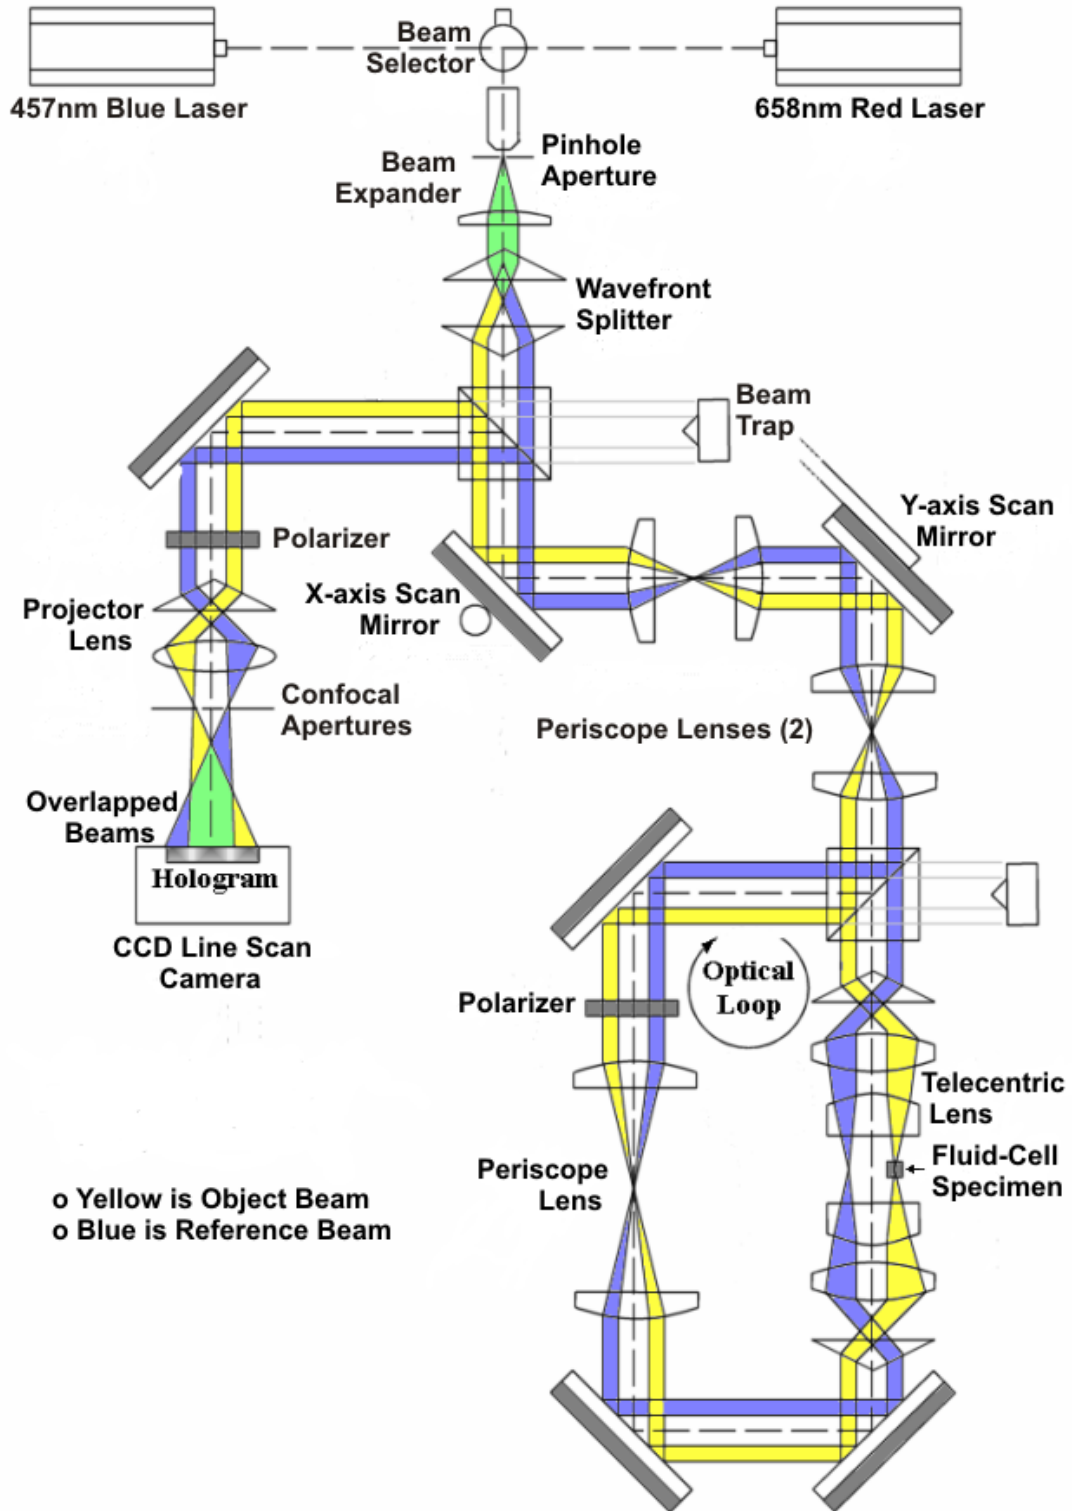 Beam
Selector
457nm Blue Laser
658nm Red Laser
Pinhole
Aperture
Beam
Expander
Wavefront
Splitter
Beam
Trap
Y-axis Scan
Mirror
Polarizer
X-axis Scan
Mirror
Projector
Lens
Confocal
Apertures
Periscope Lenses (2)
Overlapped
Beams
Hologram
CCD Line Scan
Camera
Optical
Loop
Polarizer
Telecentric
Lens
Periscope
Lens
Fluid-Cell
Specimen
o Yellow is Object Beam
o Blue is Reference Beam